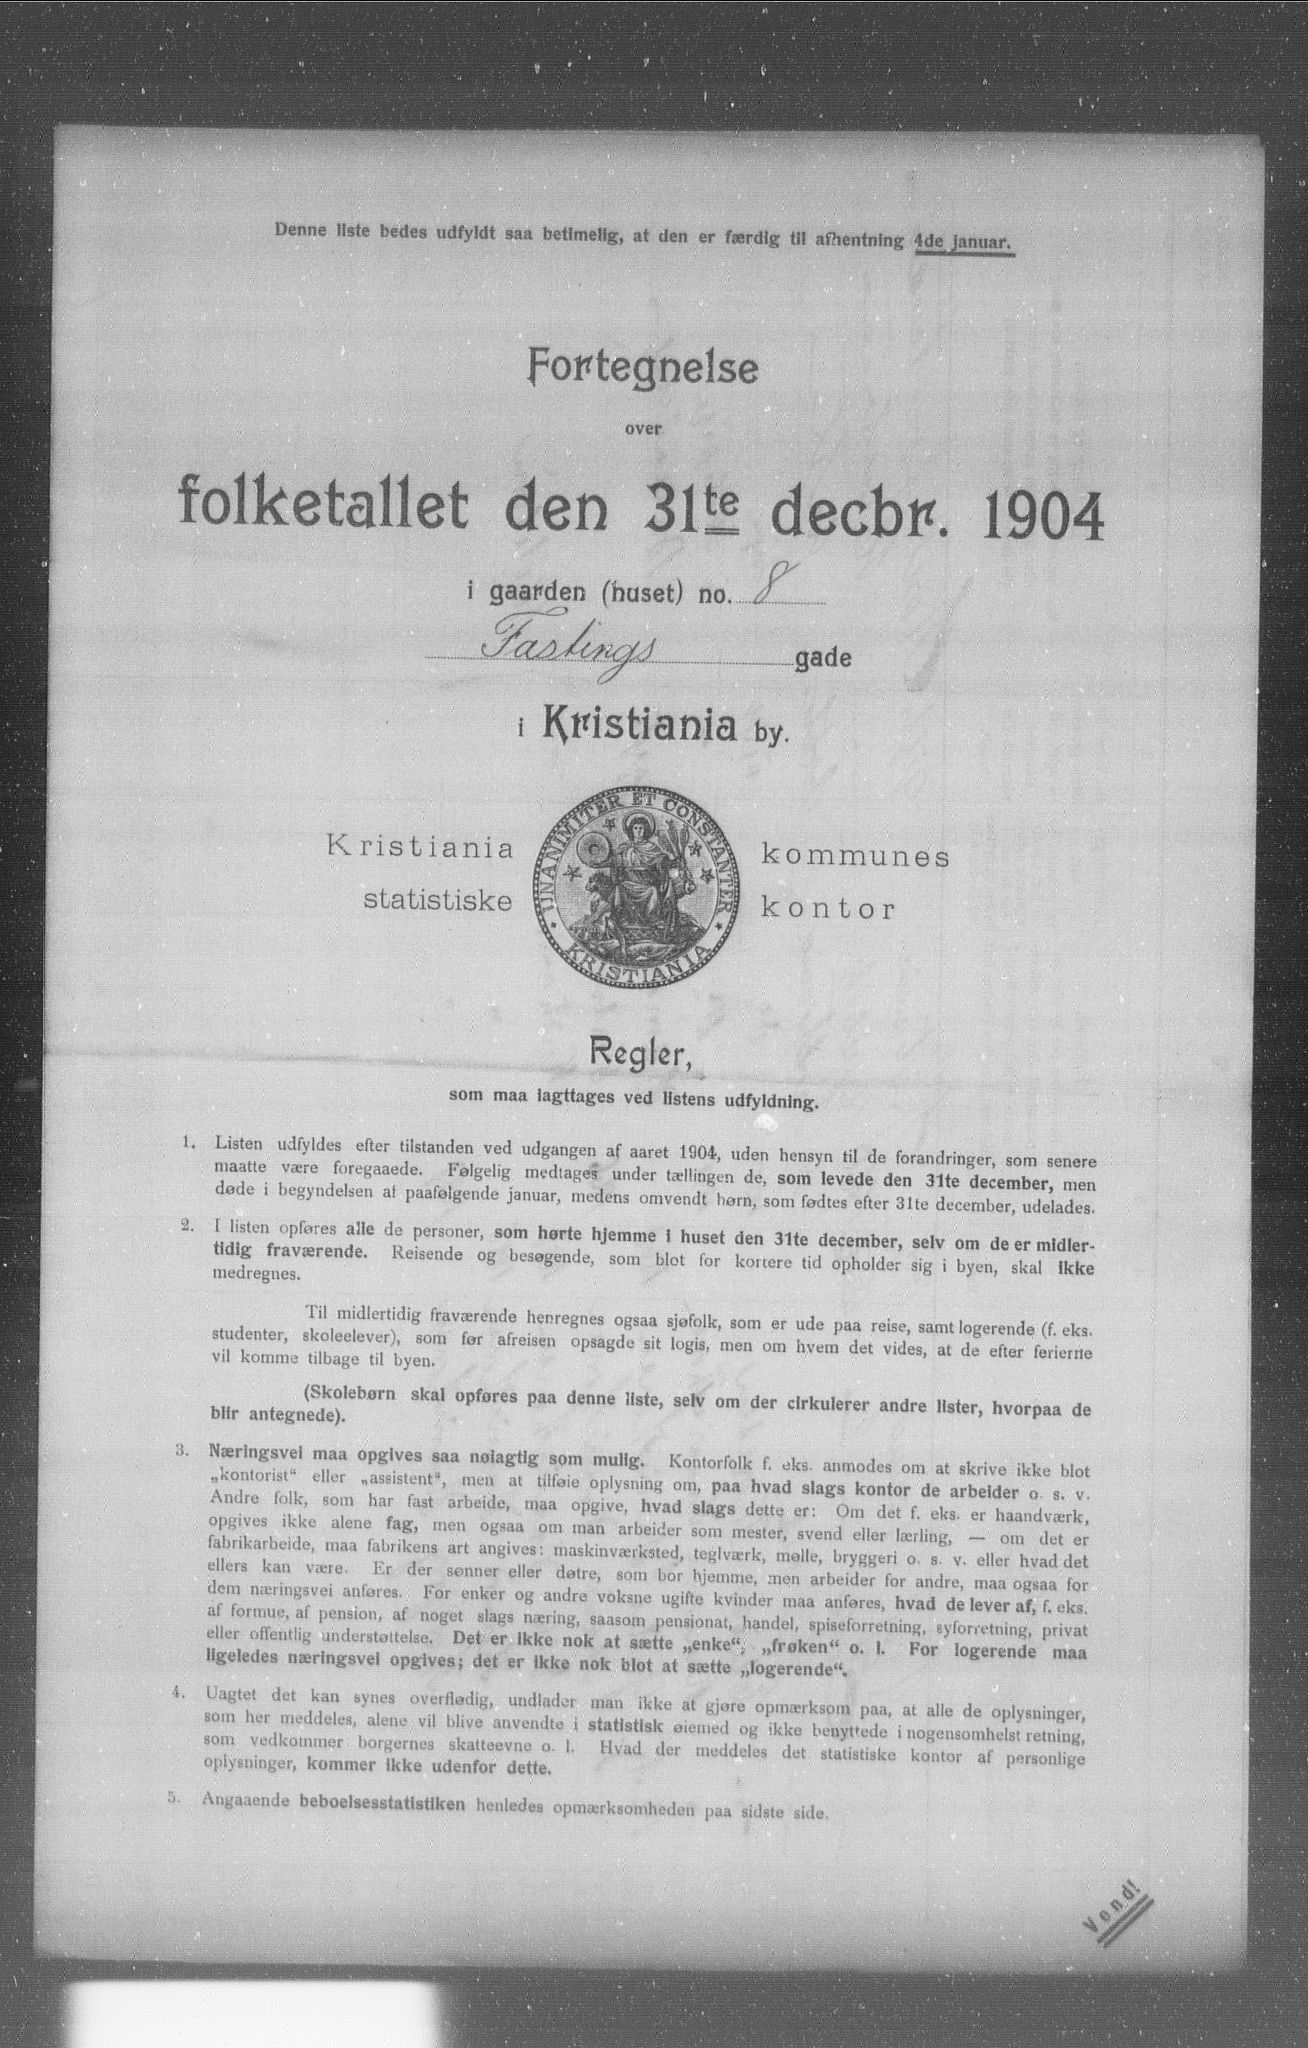 Denne liste bedes udfyldt saa betimelig, at den er færdig til afhentning 4de januar.
Fortegnelse
over
folketallet den 31te decbr. 1904
i gaarden (huset) no. 8
Fastings gade
i Kristiania by.
UNANIMITER ET CONSTANTER
KRISTIANIA
Kristiania kommunes
statistiske kontor
Regler,
som maa iagttages ved listens udfyldning.
1. Listen udfyldes efter tilstanden ved udgangen af aaret 1904, uden hensyn til de forandringer, som senere
maatte være foregaaede. Følgelig medtages under tællingen de, som levede den 31te december, men
døde i begyndelsen af paafølgende januar, medens omvendt børn, som fødtes efter 31te december, udelades.
2. I listen opføres alle de personer, som hørte hjemme i huset den 31te december, selv om de er midler-
tidig fraværende. Reisende og besøgende, som blot for kortere tid opholder sig i byen, skal ikke
medregnes.
Til midlertidig fraværende henregnes ogsaa sjøfolk, som er ude paa reise, samt logerende (f. eks.
studenter, skoleelever), som før afreisen opsagde sit logis, men om hvem det vides, at de efter ferierne
vil komme tilbage til byen.
(Skolebørn skal opføres paa denne liste, selv om der cirkulerer andre lister, hvorpaa de
blir antegnede).
3. Næringsvei maa opgives saa nøiagtig som mulig. Kontorfolk f. eks. anmodes om at skrive ikke blot
„kontorist“ eller „assistent“, men at tilføie oplysning om, paa hvad slags kontor de arbeider o. s. v.
Andre folk, som har fast arbeide, maa opgive, hvad slags dette er: Om det f. eks. er haandværk,
opgives ikke alene fag, men ogsaa om man arbeider som mester, svend eller lærling, — om det er
fabrikarbeide, maa fabrikens art angives: maskinværksted, teglværk, mølle, bryggeri o. s. v. eller hvad det
ellers kan være. Er der sønner eller døtre, som bor hjemme, men arbeider for andre, maa ogsaa for
dem næringsvei anføres. For enker og andre voksne ugifte kvinder maa anføres, hvad de lever af, f. eks.
af formue, af pension, af noget slags næring, saasom pensionat, handel, spiseforretning, syforretning, privat
eller offentlig understøttelse. Det er ikke nok at sætte „enke“, „frøken“ o. l. For logerende maa
ligeledes næringsvei opgives; det er ikke nok blot at sætte „logerende“.
4. Uagtet det kan synes overflødig, undlader man ikke at gjøre opmærksom paa, at alle de oplysninger,
som her meddeles, alene vil blive anvendte i statistisk øiemed og ikke benyttede i nogensomhelst retning,
som vedkommer borgernes skatteevne o. l. Hvad der meddeles det statistiske kontor af personlige
oplysninger, kommer ikke udenfor dette.
5. Angaaende beboelsesstatistiken henledes opmærksomheden paa sidste side.
Vend!